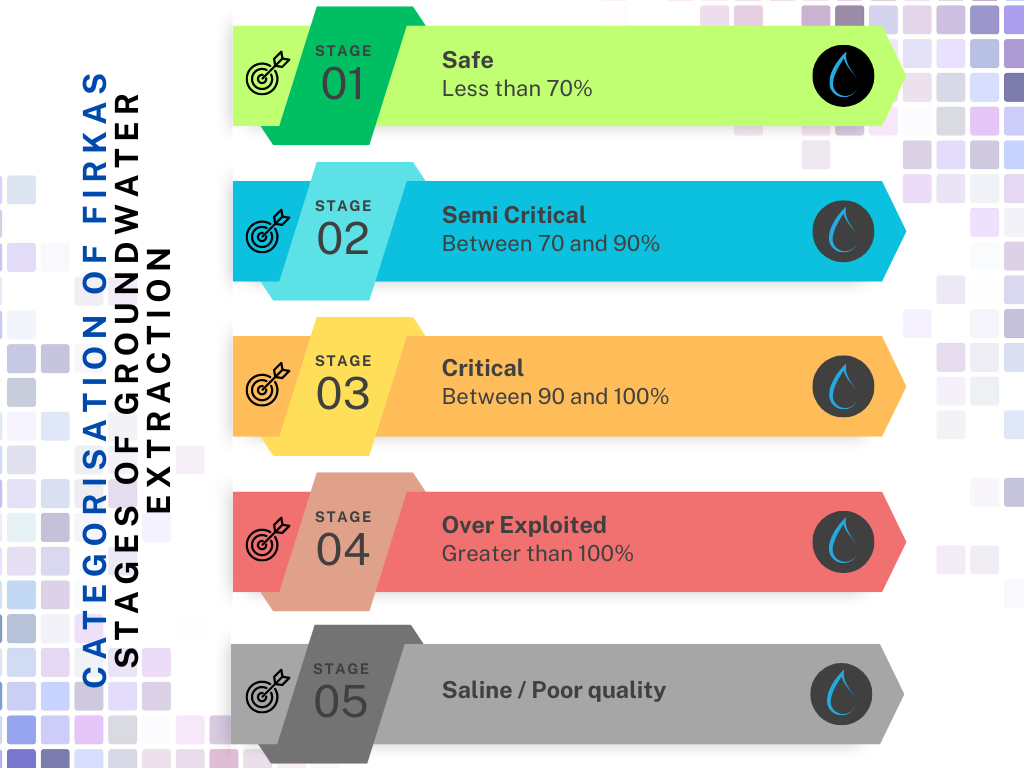 CATEGORISATION OF FIRKAS
STAGES OF GROUNDWATER
EXTRACTION
STAGE
01
Safe
Less than 70%
STAGE
02
Semi Critical
Between 70 and 90%
STAGE
03
Critical
Between 90 and 100%
STAGE
04
Over Exploited
Greater than 100%
STAGE
05
Saline / Poor quality